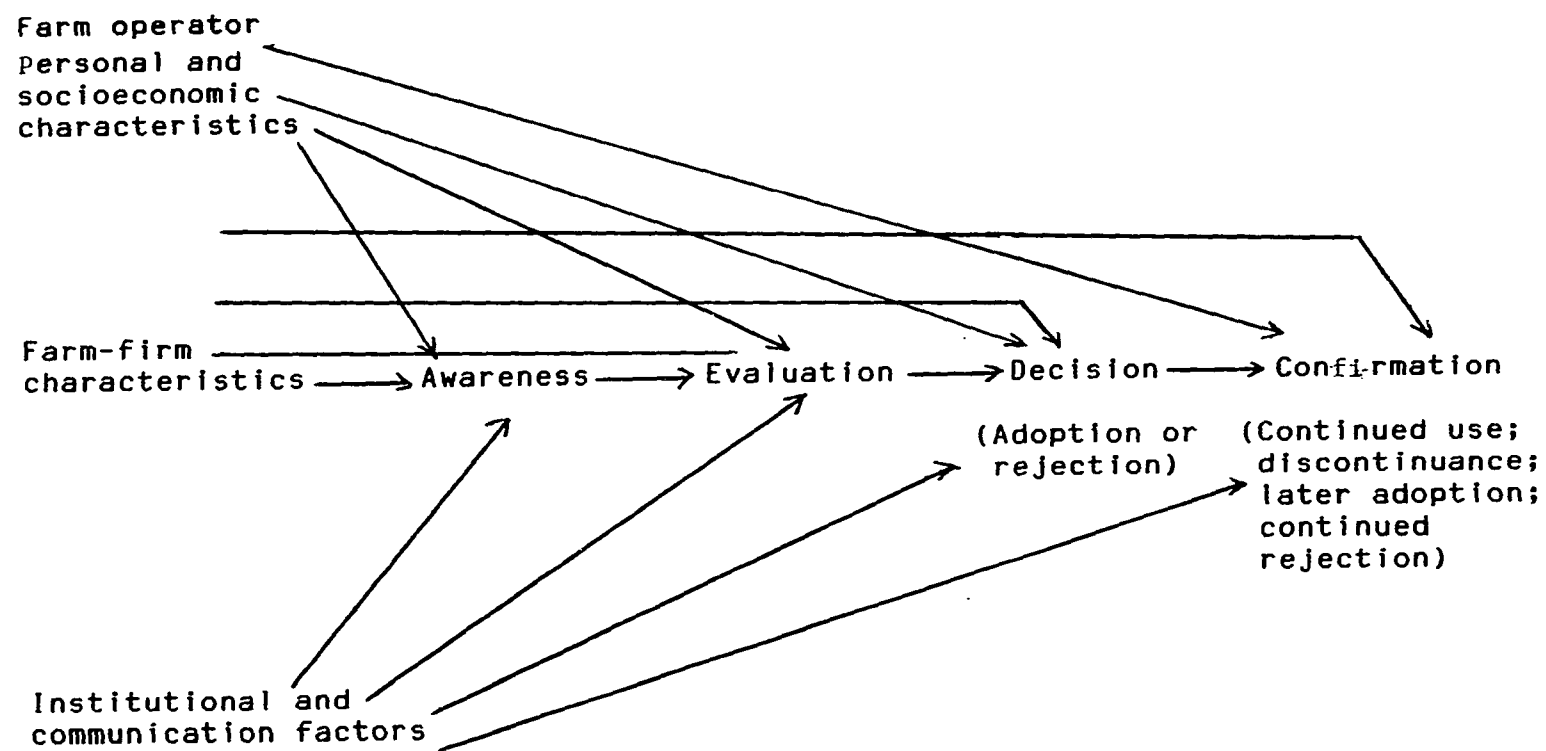 Farm operator
Personal and
socioeconomic
characteristics
Farm-firm
characteristics
Awareness
Evaluation
Decision
Confirmation
(Adoption or
rejection)
(Continued use;
discontinuance;
later adoption;
continued
rejection)
Institutional and
communication factors